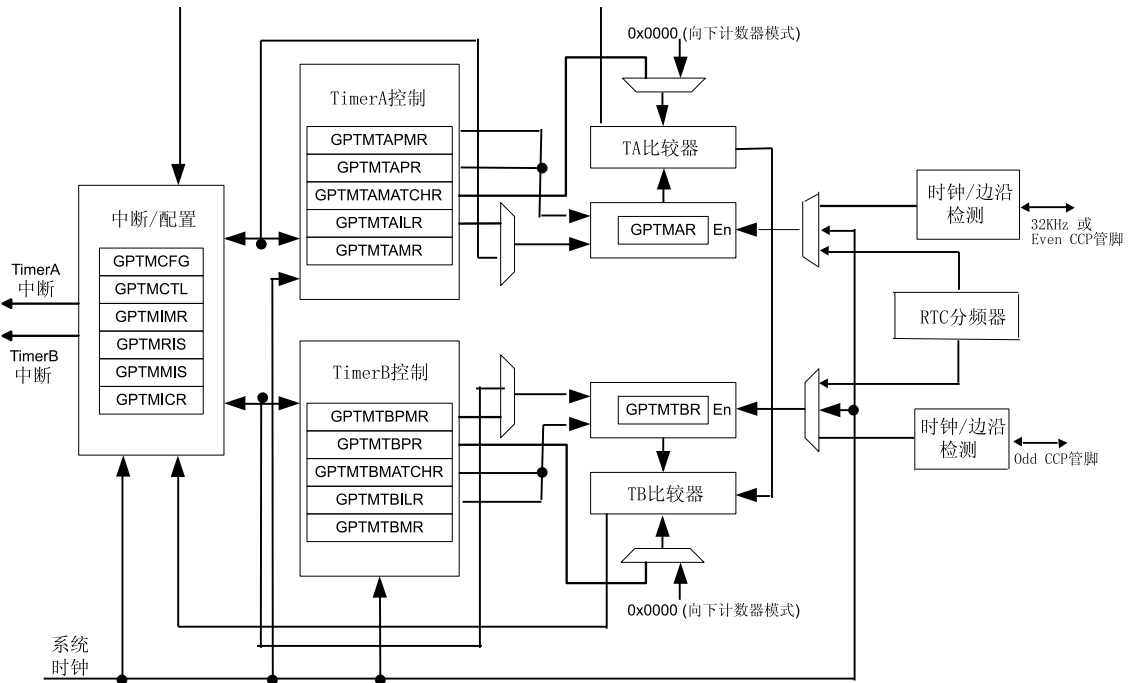 0x0000 (向下计数器模式)
TimerA控制
GPTMTAPMR
GPTMTAPR
GPTMTAMATCHR
GPTMTAILR
GPTMTAMR
TA比较器
GPTMAR
En
时钟/边沿
检测
32KHz 或
Even CCP管脚
中断/配置
GPTMCFG
GPTMCTL
GPTMIMR
GPTMRIS
GPTMMIS
GPTMICR
TimerA
中断
TimerB
中断
RTC分频器
TimerB控制
GPTMTBPMR
GPTMTBPR
GPTMTBMATCHR
GPTMTBILR
GPTMTBMR
GPTMTBR
En
TB比较器
时钟/边沿
检测
Odd CCP管脚
0x0000 (向下计数器模式)
系统
时钟